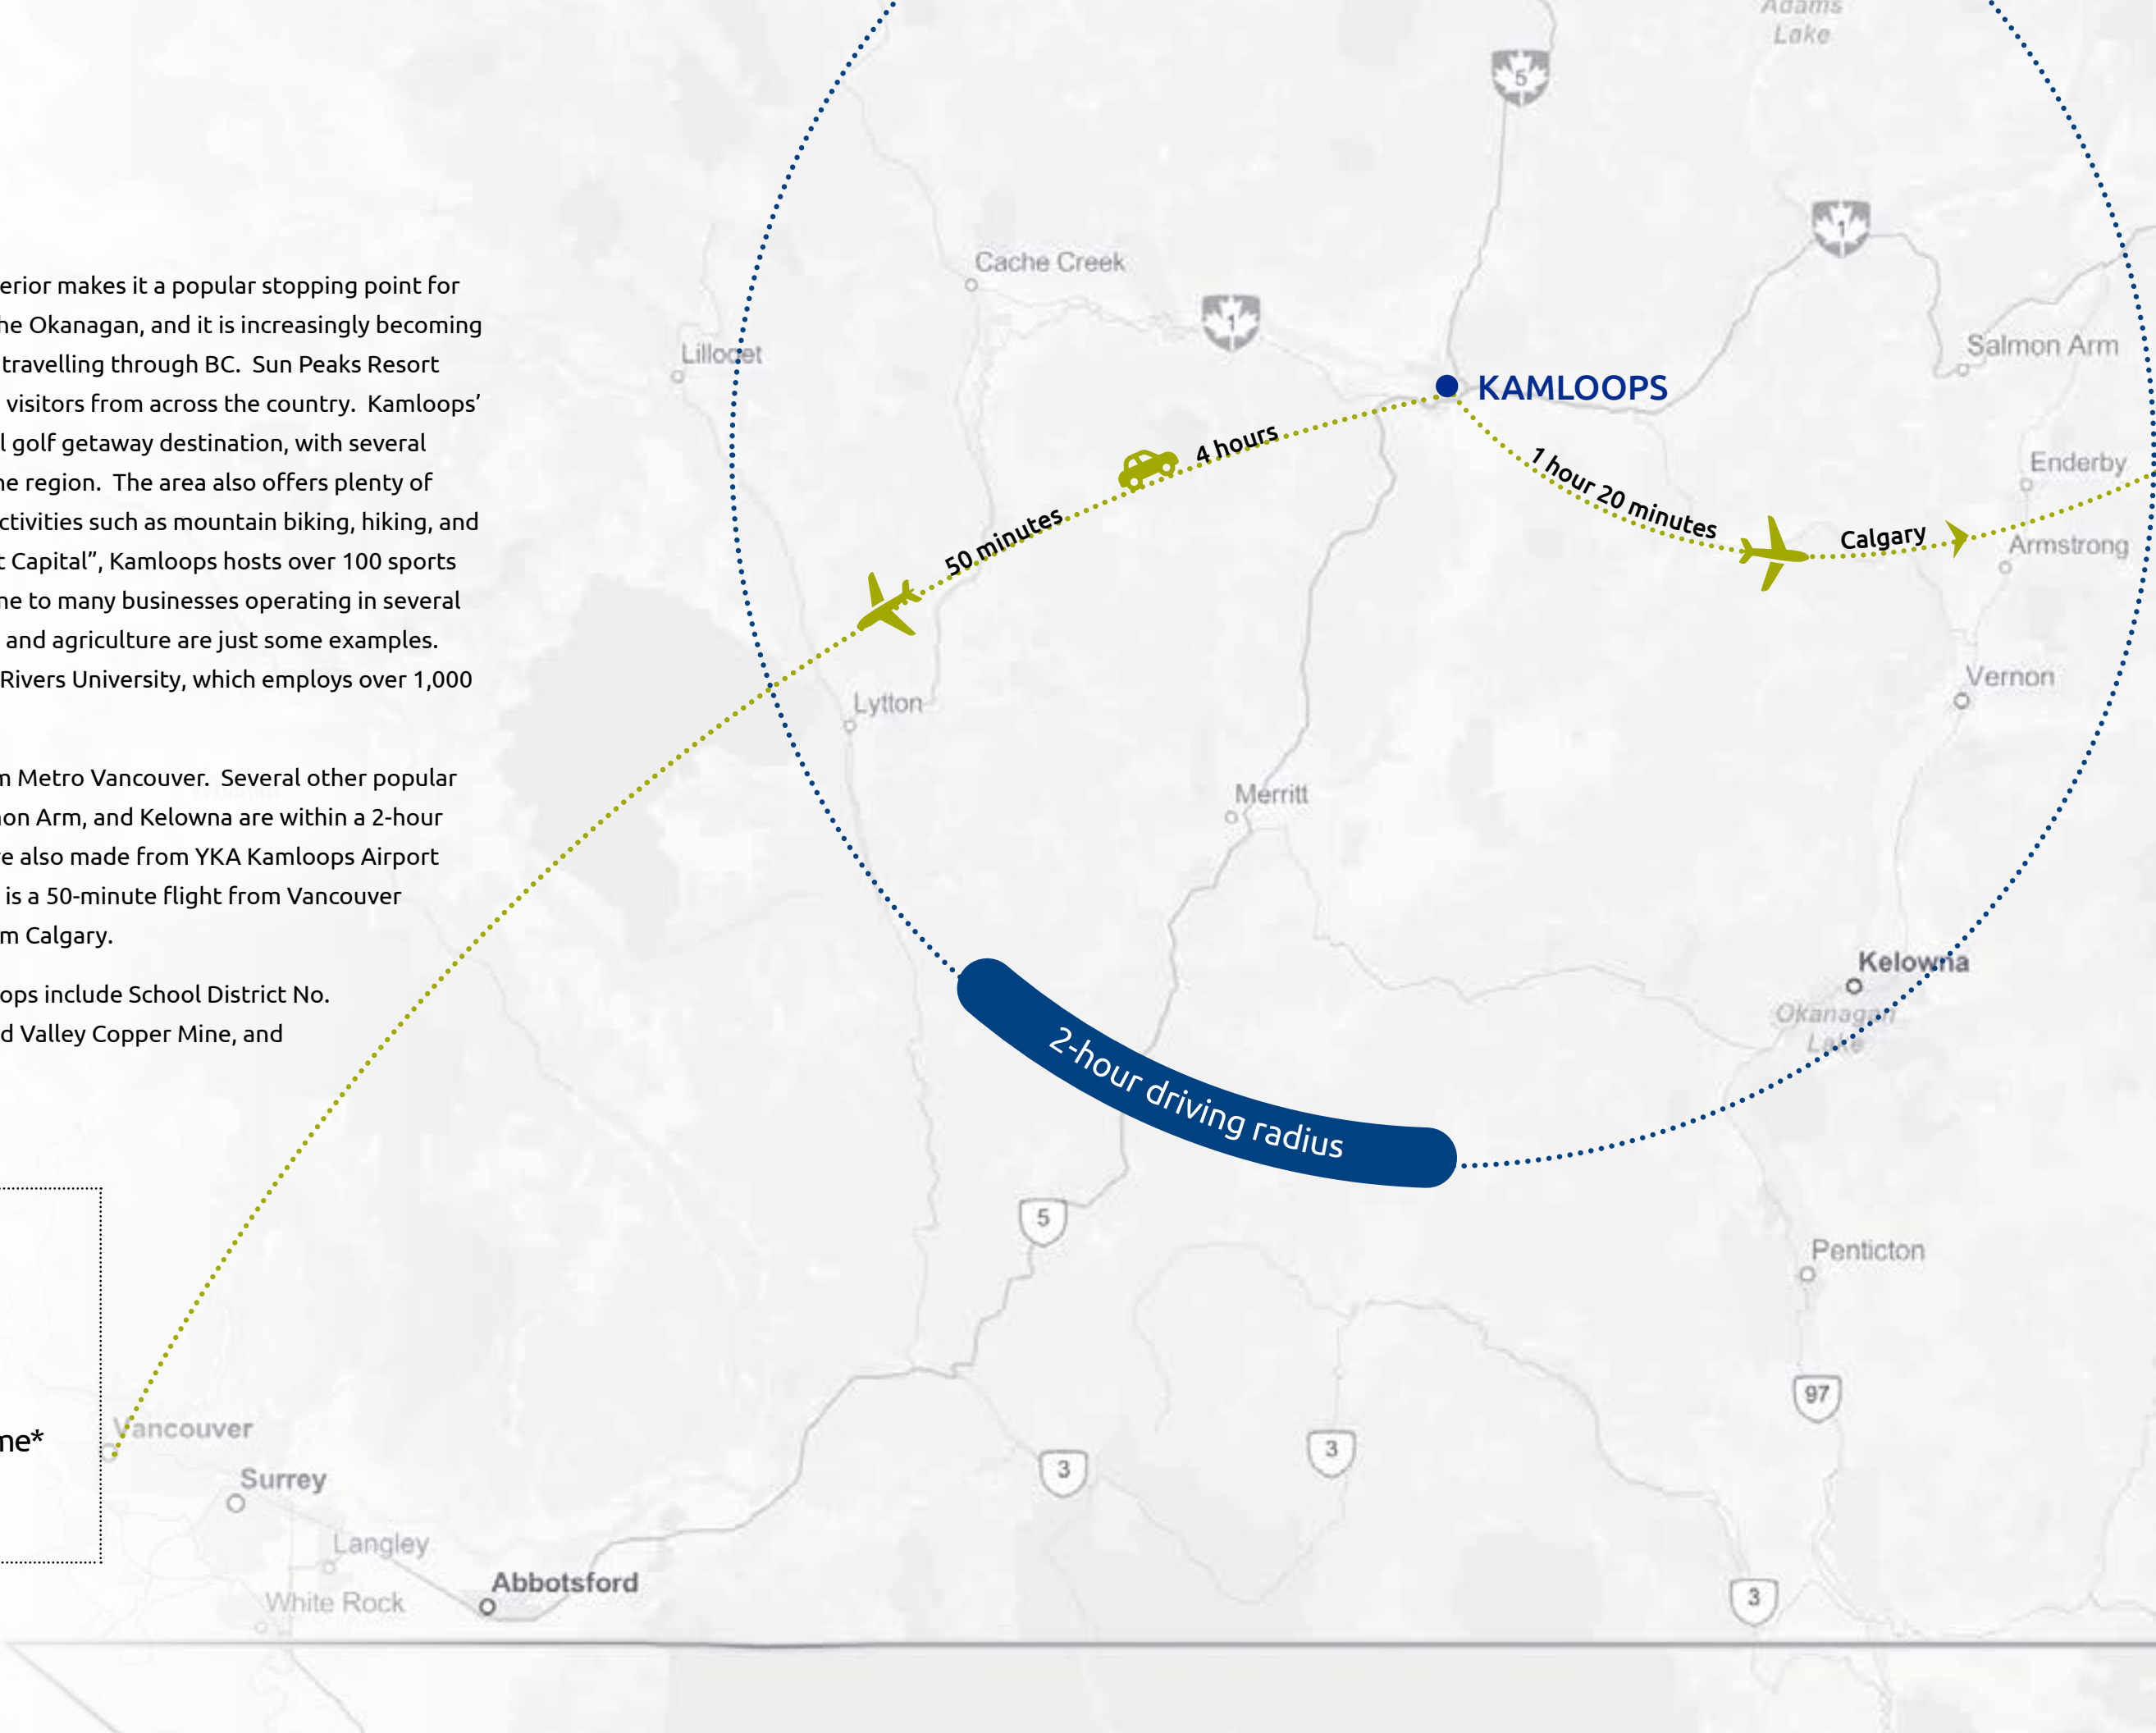 erior makes it a popular stopping point for
he Okanagan, and it is increasingly becoming
travelling through BC.  Sun Peaks Resort
visitors from across the country.  Kamloops’
l golf getaway destination, with several
ne region.  The area also offers plenty of
ctivities such as mountain biking, hiking, and
t Capital”, Kamloops hosts over 100 sports
me to many businesses operating in several
and agriculture are just some examples.
Rivers University, which employs over 1,000
m Metro Vancouver.  Several other popular
non Arm, and Kelowna are within a 2-hour
re also made from YKA Kamloops Airport
is a 50-minute flight from Vancouver
m Calgary.
ops include School District No.
d Valley Copper Mine, and
me*
Adams
Lake
5
1
Cache Creek
1
Lillooet
Salmon Arm
KAMLOOPS
4 hours
50 minutes
1 hour 20 minutes
Calgary
Enderby
Armstrong
Vernon
Lytton
Merritt
Kelowna
Okanagan
Lake
2-hour driving radius
5
Penticton
97
3
3
3
Vancouver
Surrey
Langley
Abbotsford
White Rock